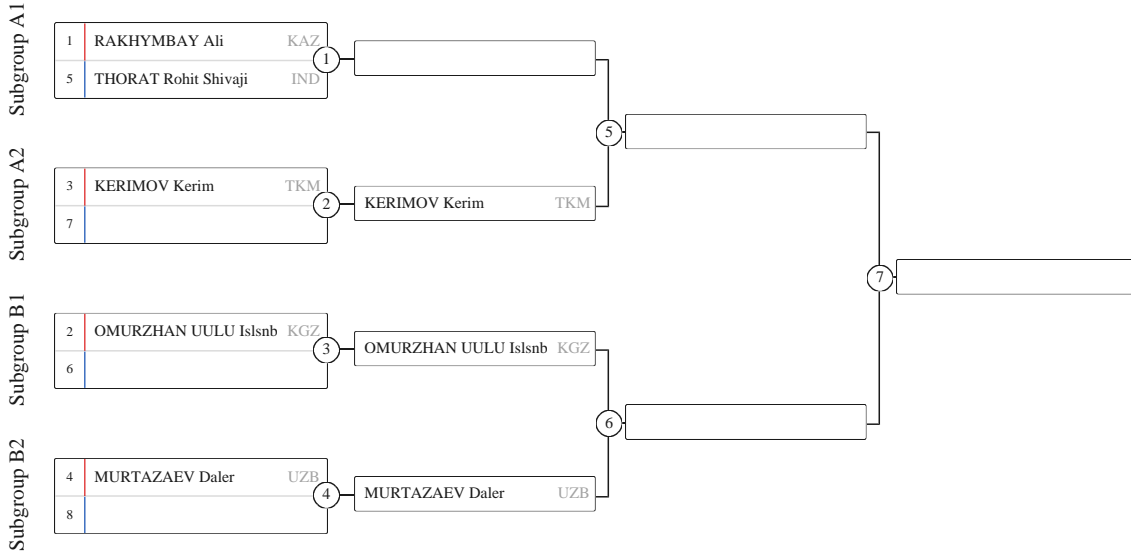 Subgroup A1
1 RAKHYMBAY Ali KAZ
5 THORAT Rohit Shivaji IND
1
5
Subgroup A2
3 KERIMOV Kerim TKM
7
2
KERIMOV Kerim TKM
7
Subgroup B1
2 OMURZHAN UULU Islsnb KGZ
6
3
OMURZHAN UULU Islsnb KGZ
6
Subgroup B2
4 MURTAZAEV Daler UZB
8
4
MURTAZAEV Daler UZB